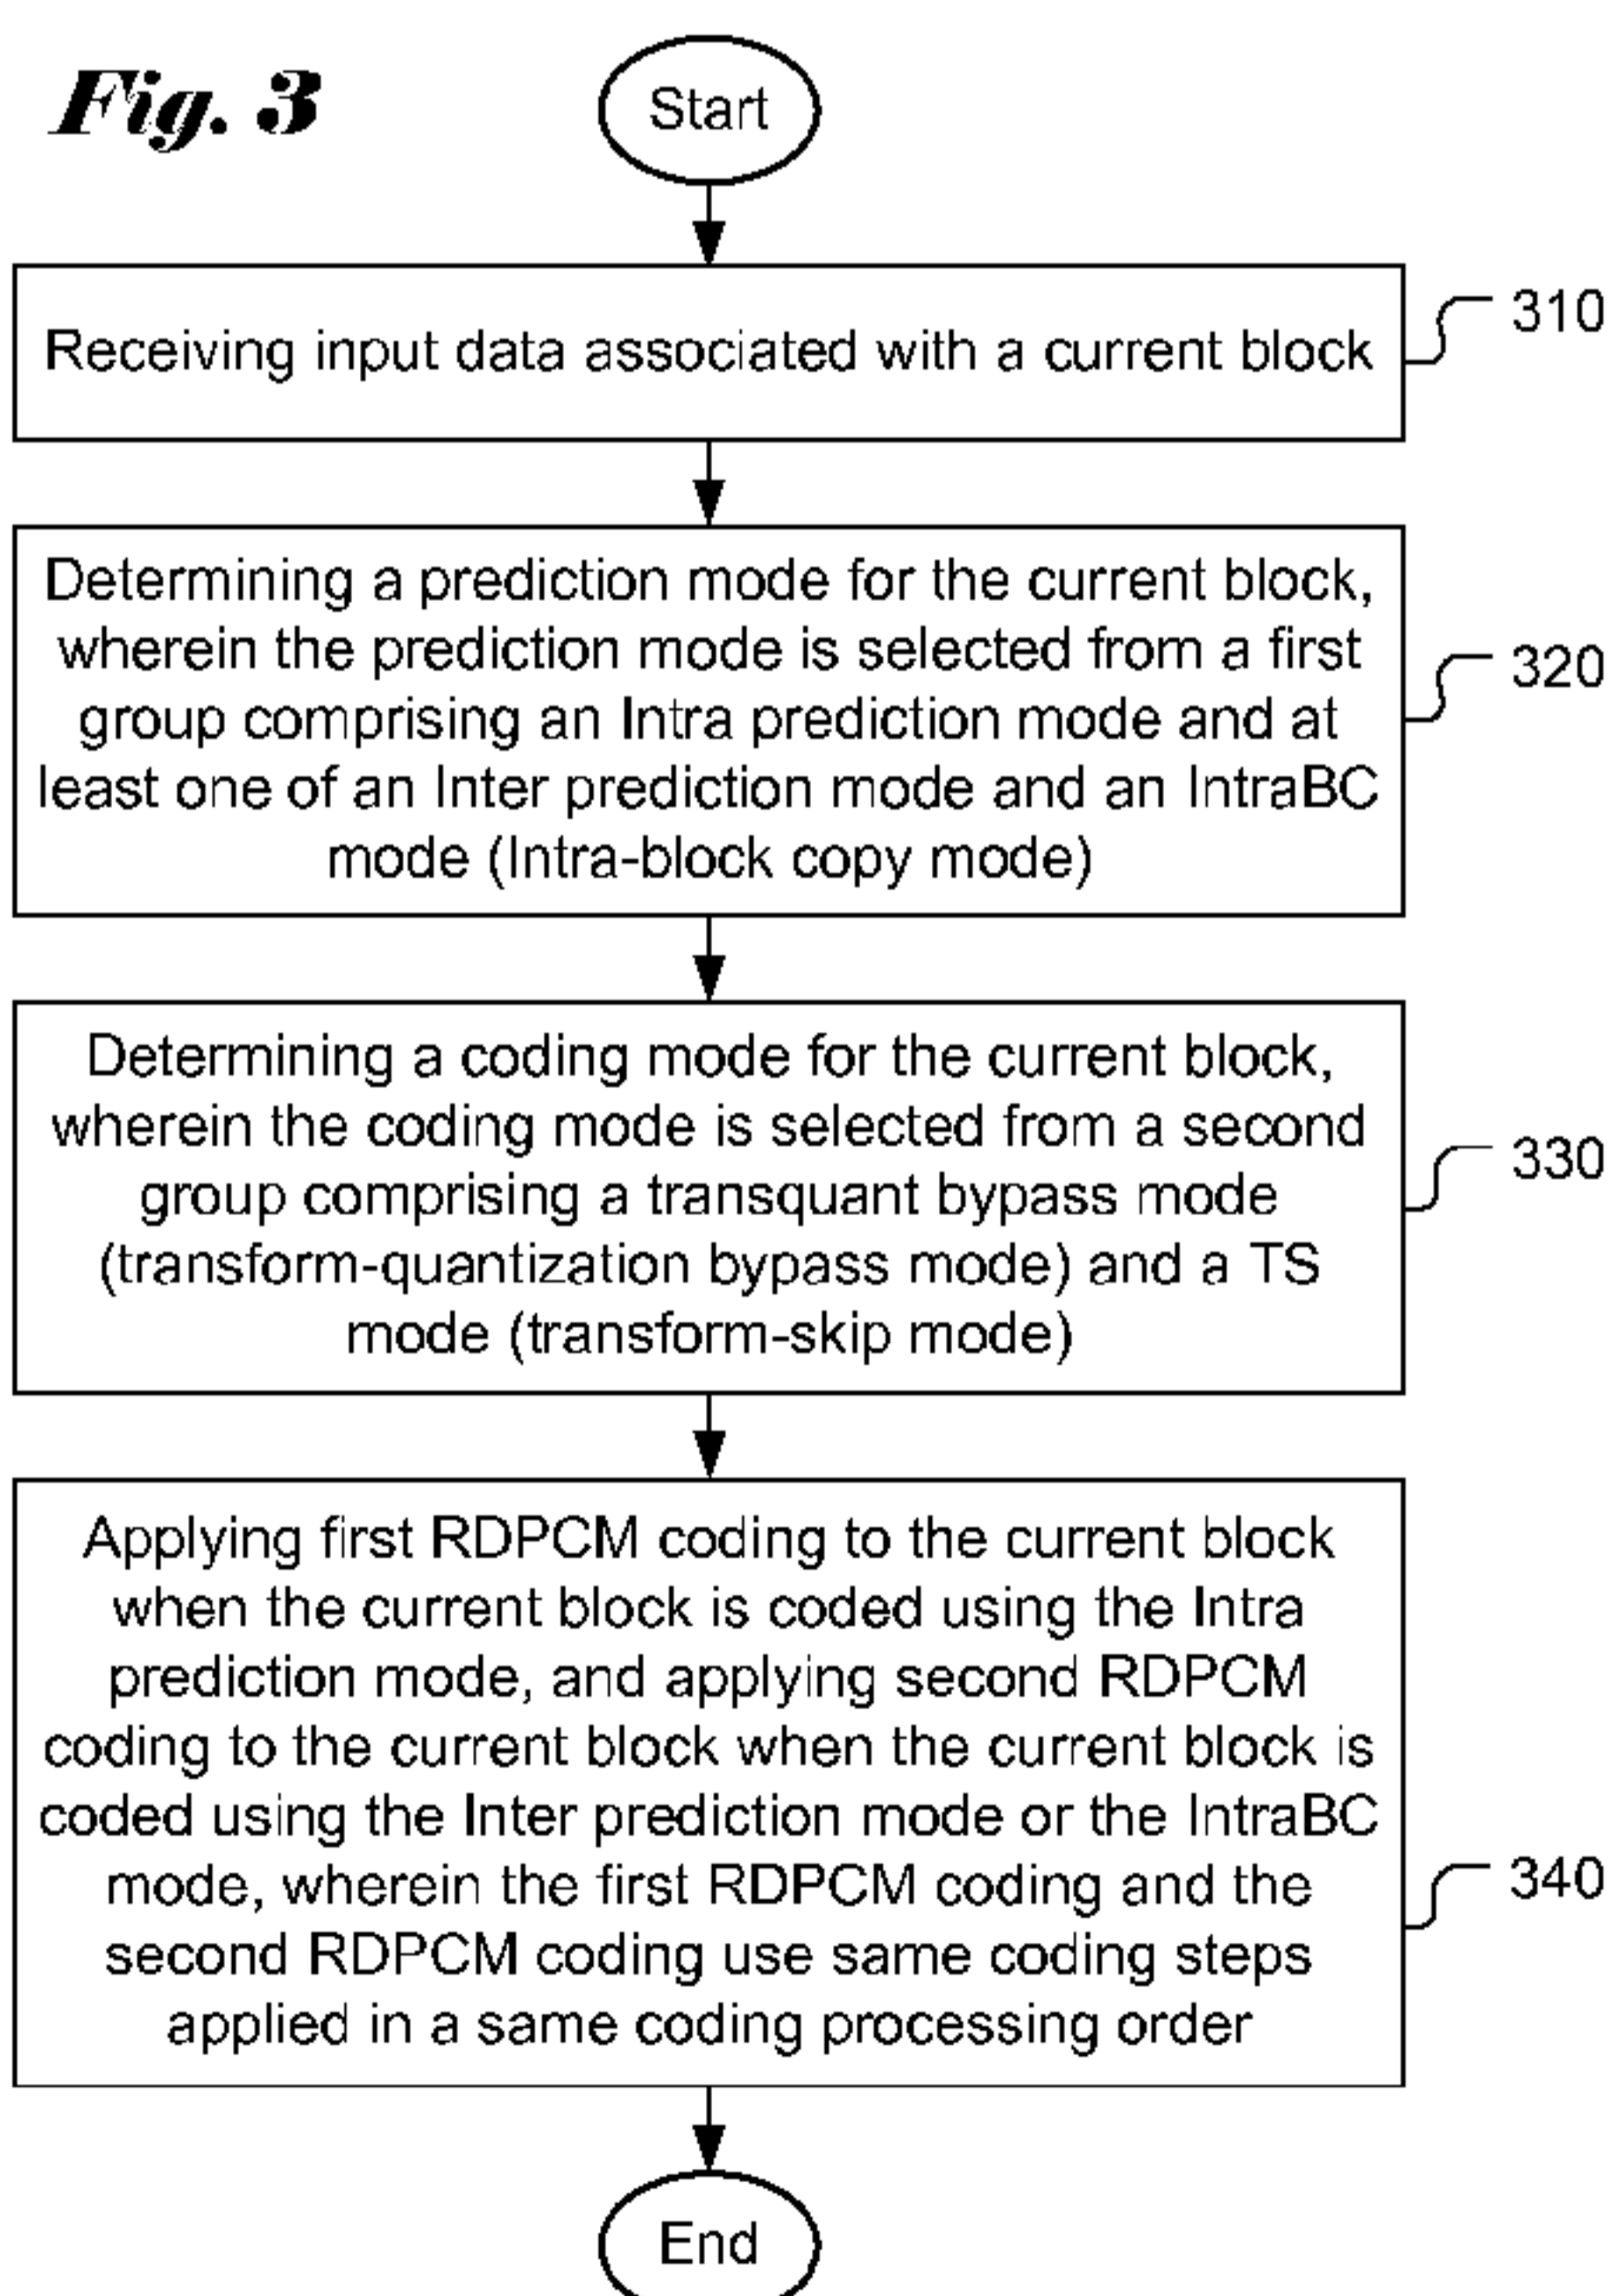 Fig. 3
Start
Receiving input data associated with a current block
310
Determining a prediction mode for the current block,
wherein the prediction mode is selected from a first
group comprising an Intra prediction mode and at
least one of an Inter prediction mode and an IntraBC
mode (Intra-block copy mode)
320
Determining a coding mode for the current block,
wherein the coding mode is selected from a second
group comprising a transquant bypass mode
(transform-quantization bypass mode) and a TS
mode (transform-skip mode)
330
Applying first RDPCM coding to the current block
when the current block is coded using the Intra
prediction mode, and applying second RDPCM
coding to the current block when the current block is
coded using the Inter prediction mode or the IntraBC
mode, wherein the first RDPCM coding and the
second RDPCM coding use same coding steps
applied in a same coding processing order
340
End